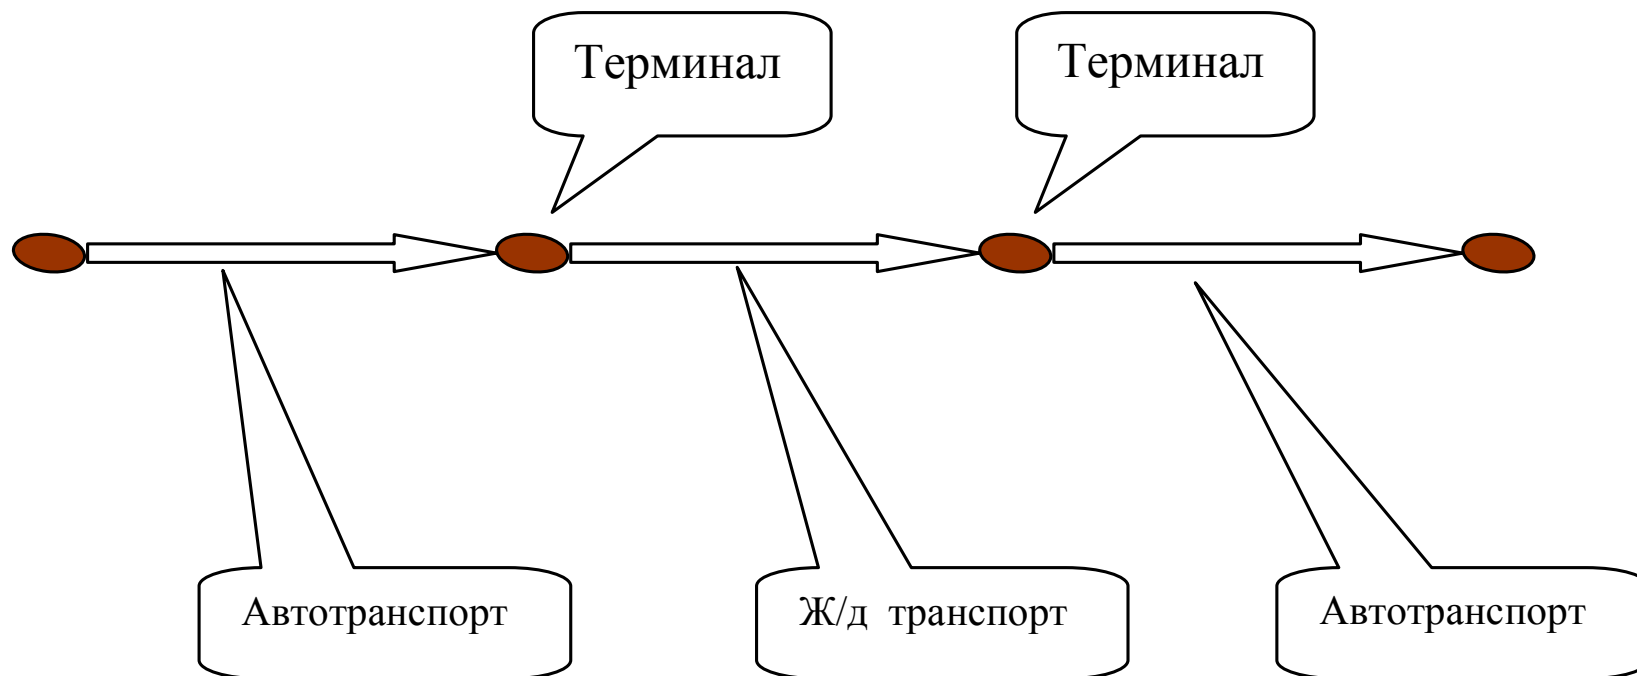 Терминал
Терминал
Автотранспорт
Ж/д транспорт
Автотранспорт